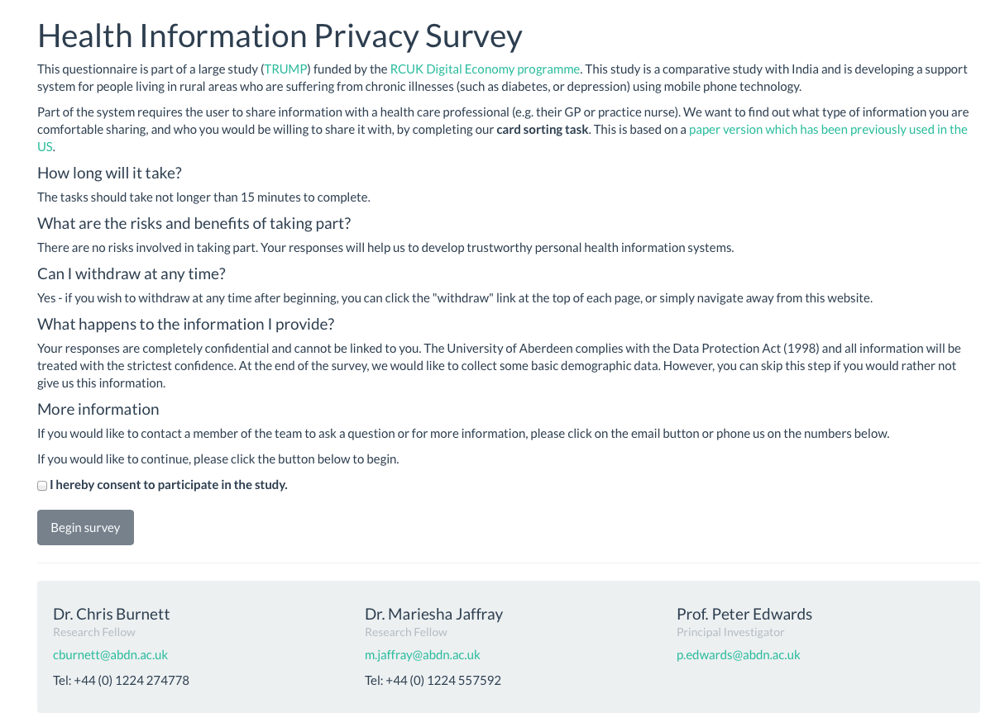 Health Information Privacy Survey
This questionnaire is part of a large study (TRUMP) funded by the RCUK Digital Economy programme. This study is a comparative study with India and is developing a support
system for people living in rural areas who are suffering from chronic illnesses (such as diabetes, or depression) using mobile phone technology.
Part of the system requires the user to share information with a health care professional (e.g. their GP or practice nurse). We want to find out what type of information you are
comfortable sharing, and who you would be willing to share it with, by completing our card sorting task. This is based on a paper version which has been previously used in the
US.
How long will it take?
The tasks should take not longer than 15 minutes to complete.
What are the risks and benefits of taking part?
There are no risks involved in taking part. Your responses will help us to develop trustworthy personal health information systems.
Can I withdraw at any time?
Yes - if you wish to withdraw at any time after beginning, you can click the "withdraw" link at the top of each page, or simply navigate away from this website.
What happens to the information I provide?
Your responses are completely confidential and cannot be linked to you. The University of Aberdeen complies with the Data Protection Act (1998) and all information will be
treated with the strictest confidence. At the end of the survey, we would like to collect some basic demographic data. However, you can skip this step if you would rather not
give us this information.
More information
If you would like to contact a member of the team to ask a question or for more information, please click on the email button or phone us on the numbers below.
If you would like to continue, please click the button below to begin.
I hereby consent to participate in the study.
Begin survey
Dr. Chris Burnett
Research Fellow
cburnett@abdn.ac.uk
Tel: +44 (0) 1224 274778
Dr. Mariesha Jaffray
Research Fellow
m.jaffray@abdn.ac.uk
Tel: +44 (0) 1224 557592
Prof. Peter Edwards
Principal Investigator
p.edwards@abdn.ac.uk